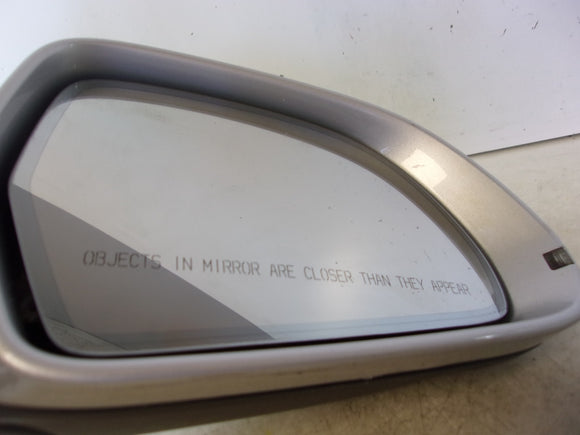 OBJECTS IN MIRROR ARE CLOSER THAN THEY APPEAR